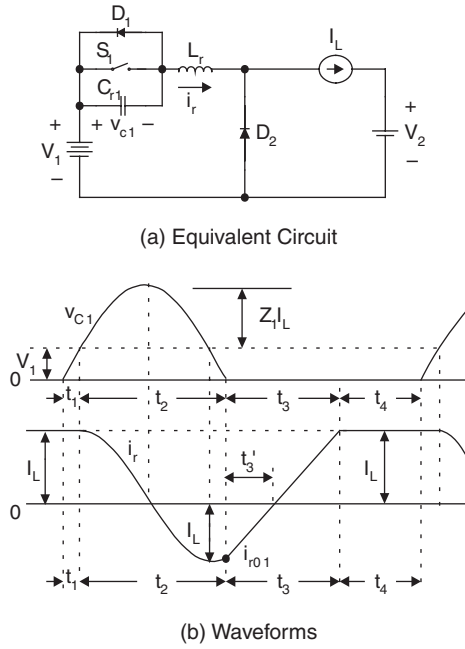 D1
S1
Lr
IL
Cr1
ir
+
+ vc1 −
V1
−
D2
+
V2
−
(a) Equivalent Circuit
vC1
Z1IL
V1
0
t1 t2 t3 t4
ir
t3'
IL
IL
0
IL
ir01
t1 t2 t3 t4
(b) Waveforms